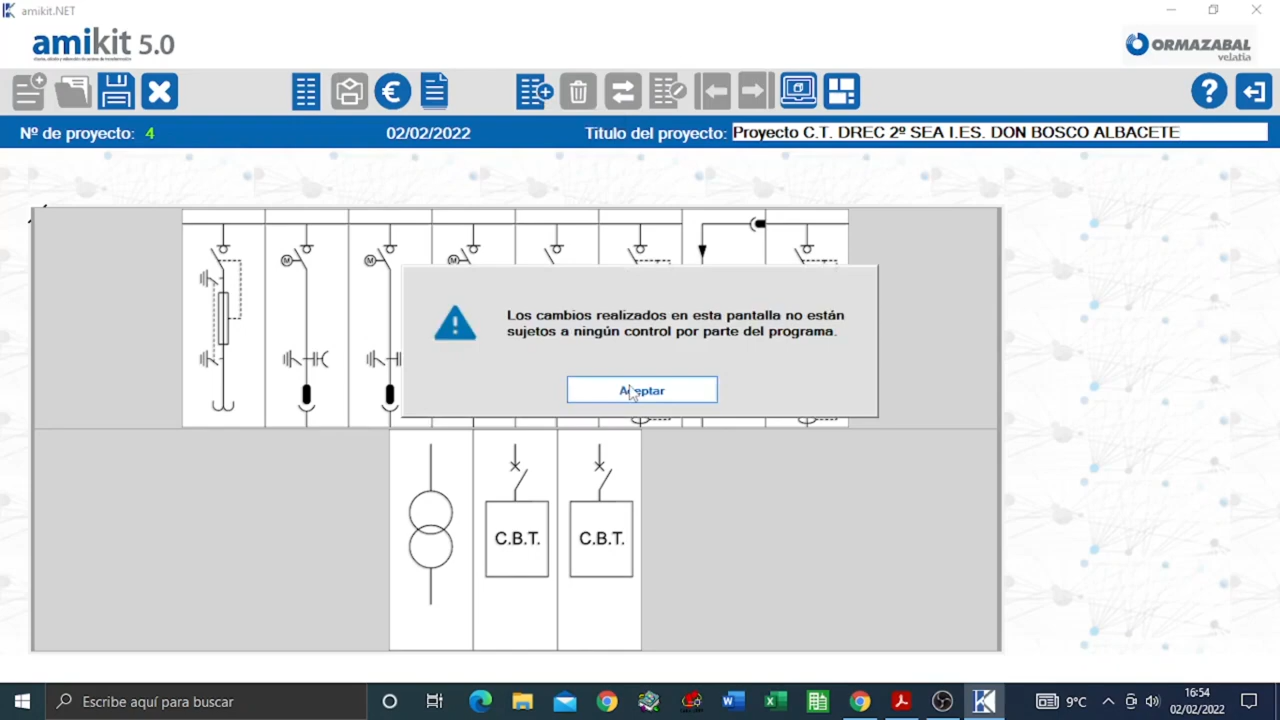 amikit.NET
amikit 5.0
ORMAZABAL
velatia
€
?
Nº de proyecto: 4
02/02/2022
Titulo del proyecto: Proyecto C.T. DREC 2º SEA I.ES. DON BOSCO ALBACETE
M
M
M
Los cambios realizados en esta pantalla no están
sujetos a ningún control por parte del programa.
Aceptar
C.B.T.
C.B.T.
Escribe aquí para buscar
9°C
16:54
02/02/2022